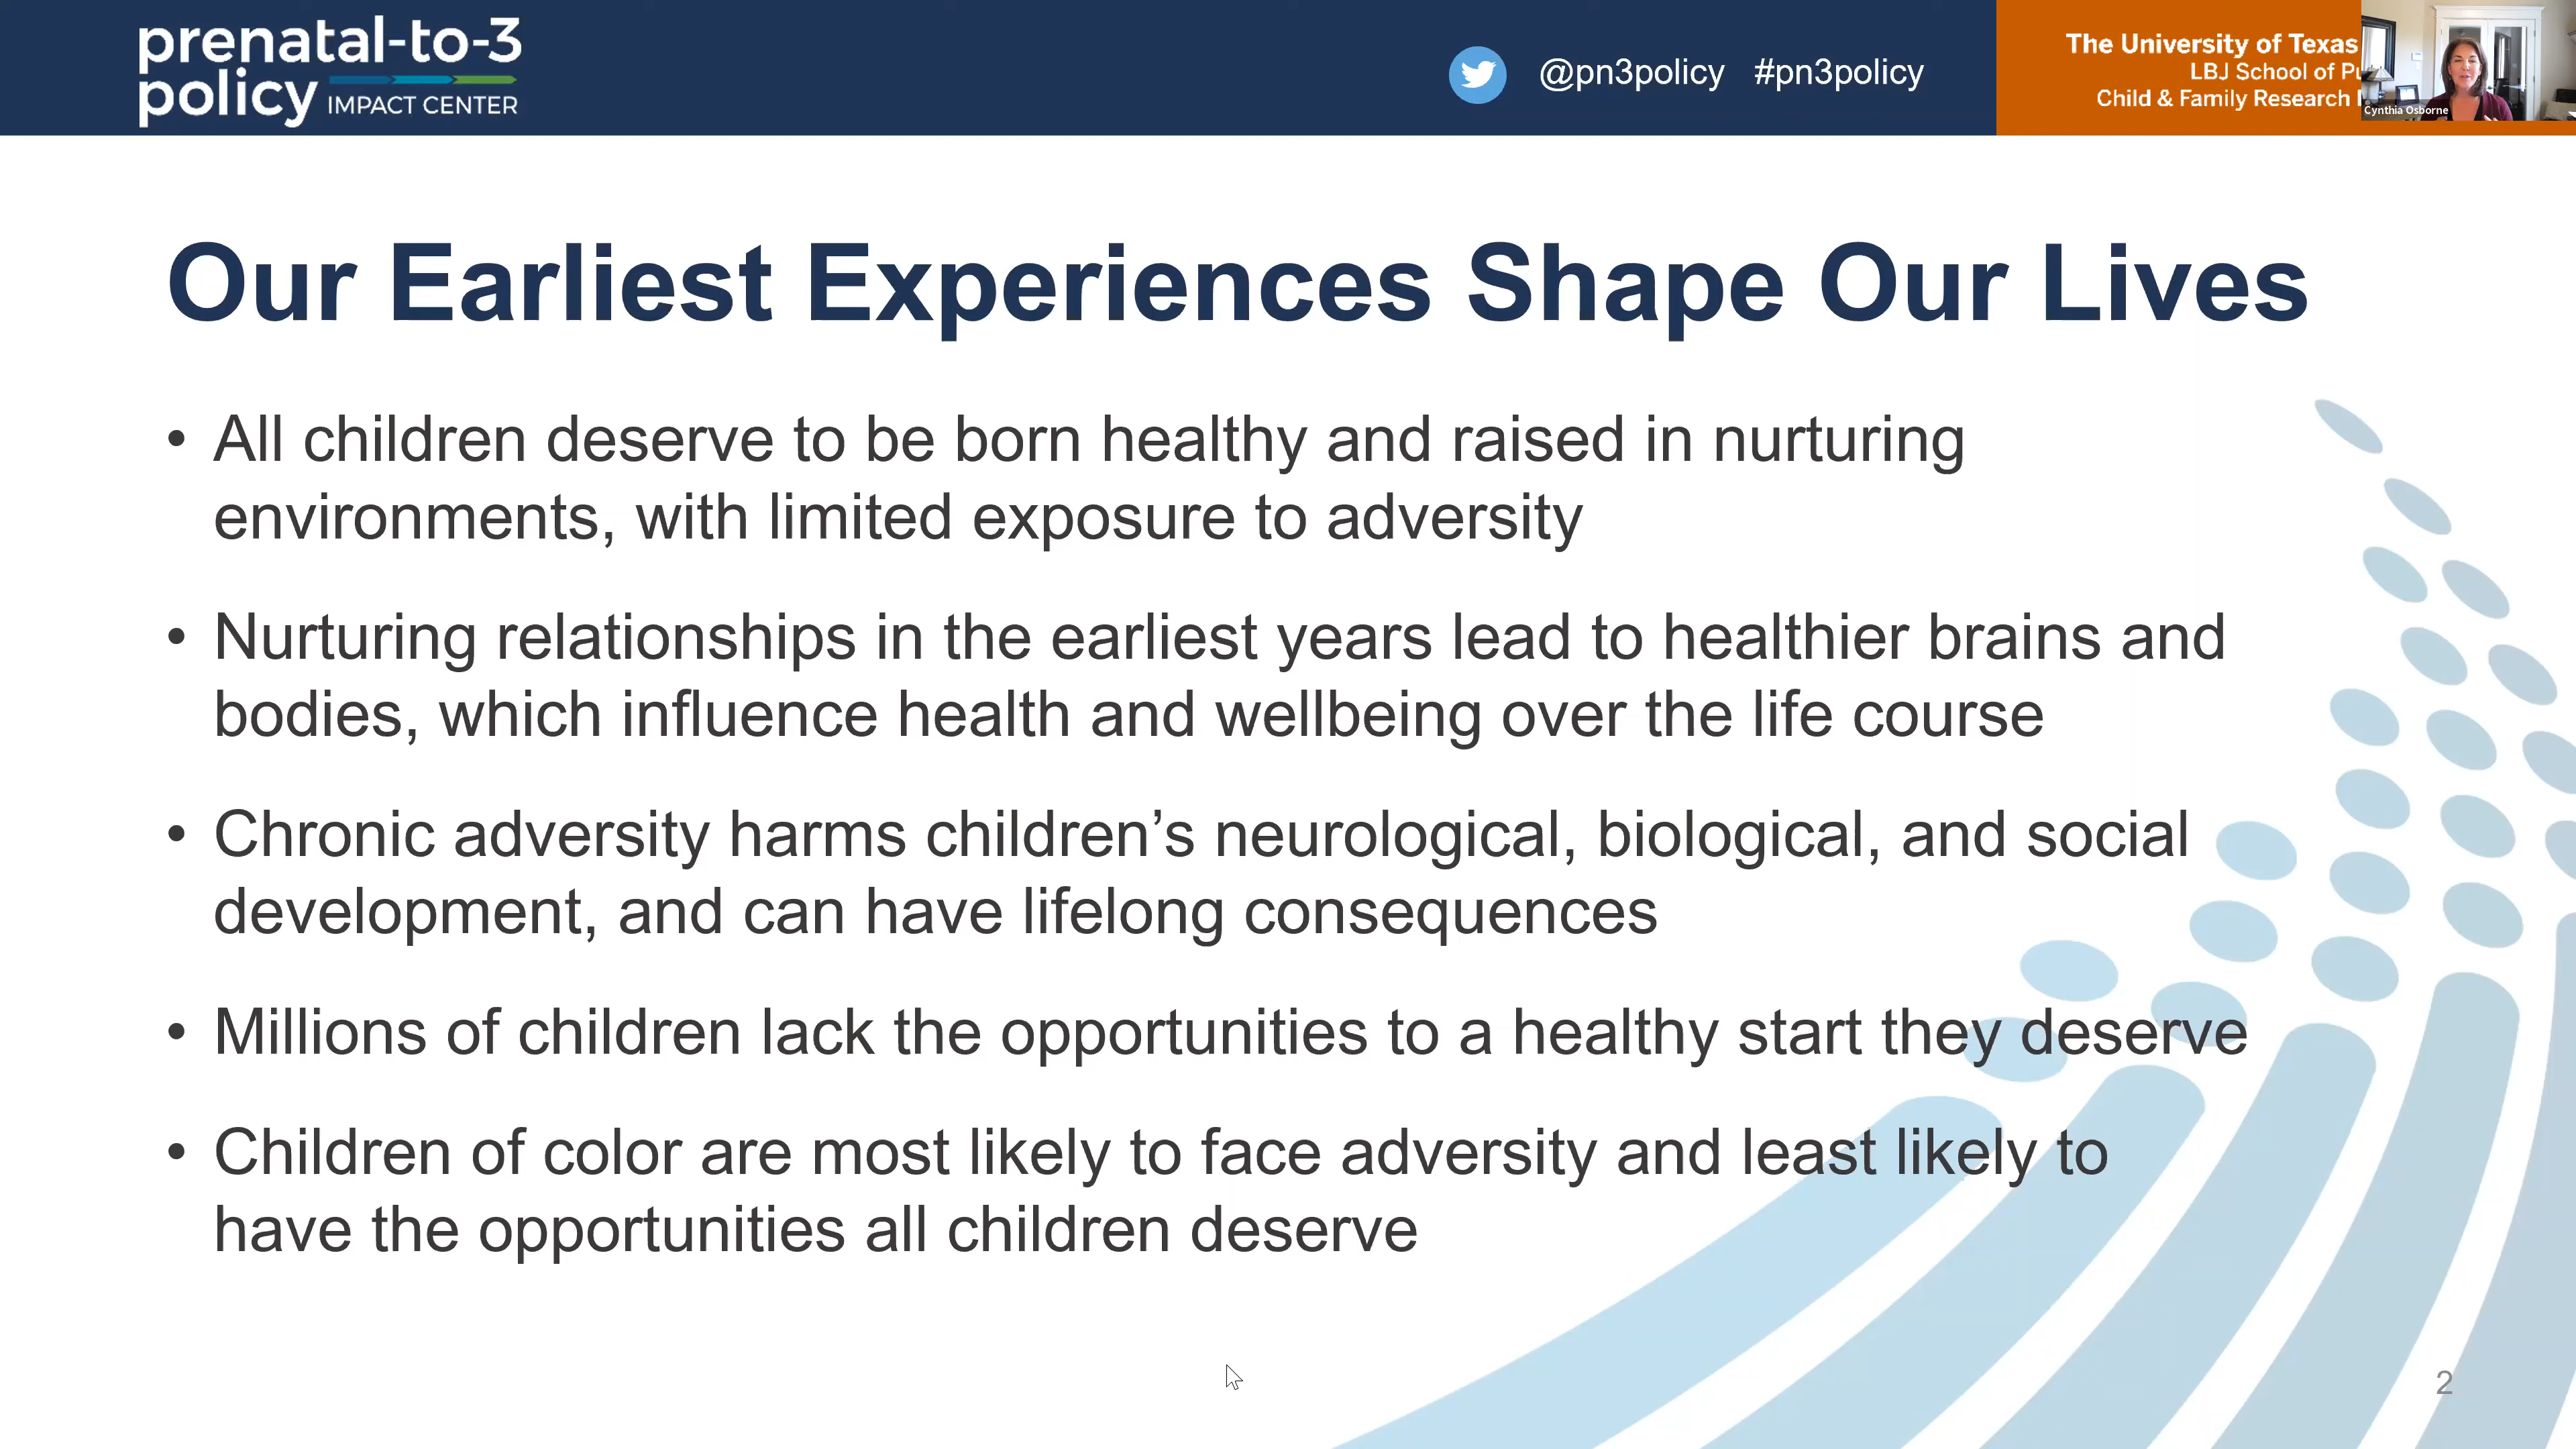 prenatal-to-3
policy IMPACT CENTER
@pn3policy #pn3policy
The University of Texas
LBJ School of
Child & Family Research
Cynthia Osborne
Our Earliest Experiences Shape Our Lives
• All children deserve to be born healthy and raised in nurturing
environments, with limited exposure to adversity
• Nurturing relationships in the earliest years lead to healthier brains and
bodies, which influence health and wellbeing over the life course
• Chronic adversity harms children’s neurological, biological, and social
development, and can have lifelong consequences
• Millions of children lack the opportunities to a healthy start they deserve
• Children of color are most likely to face adversity and least likely to
have the opportunities all children deserve
2